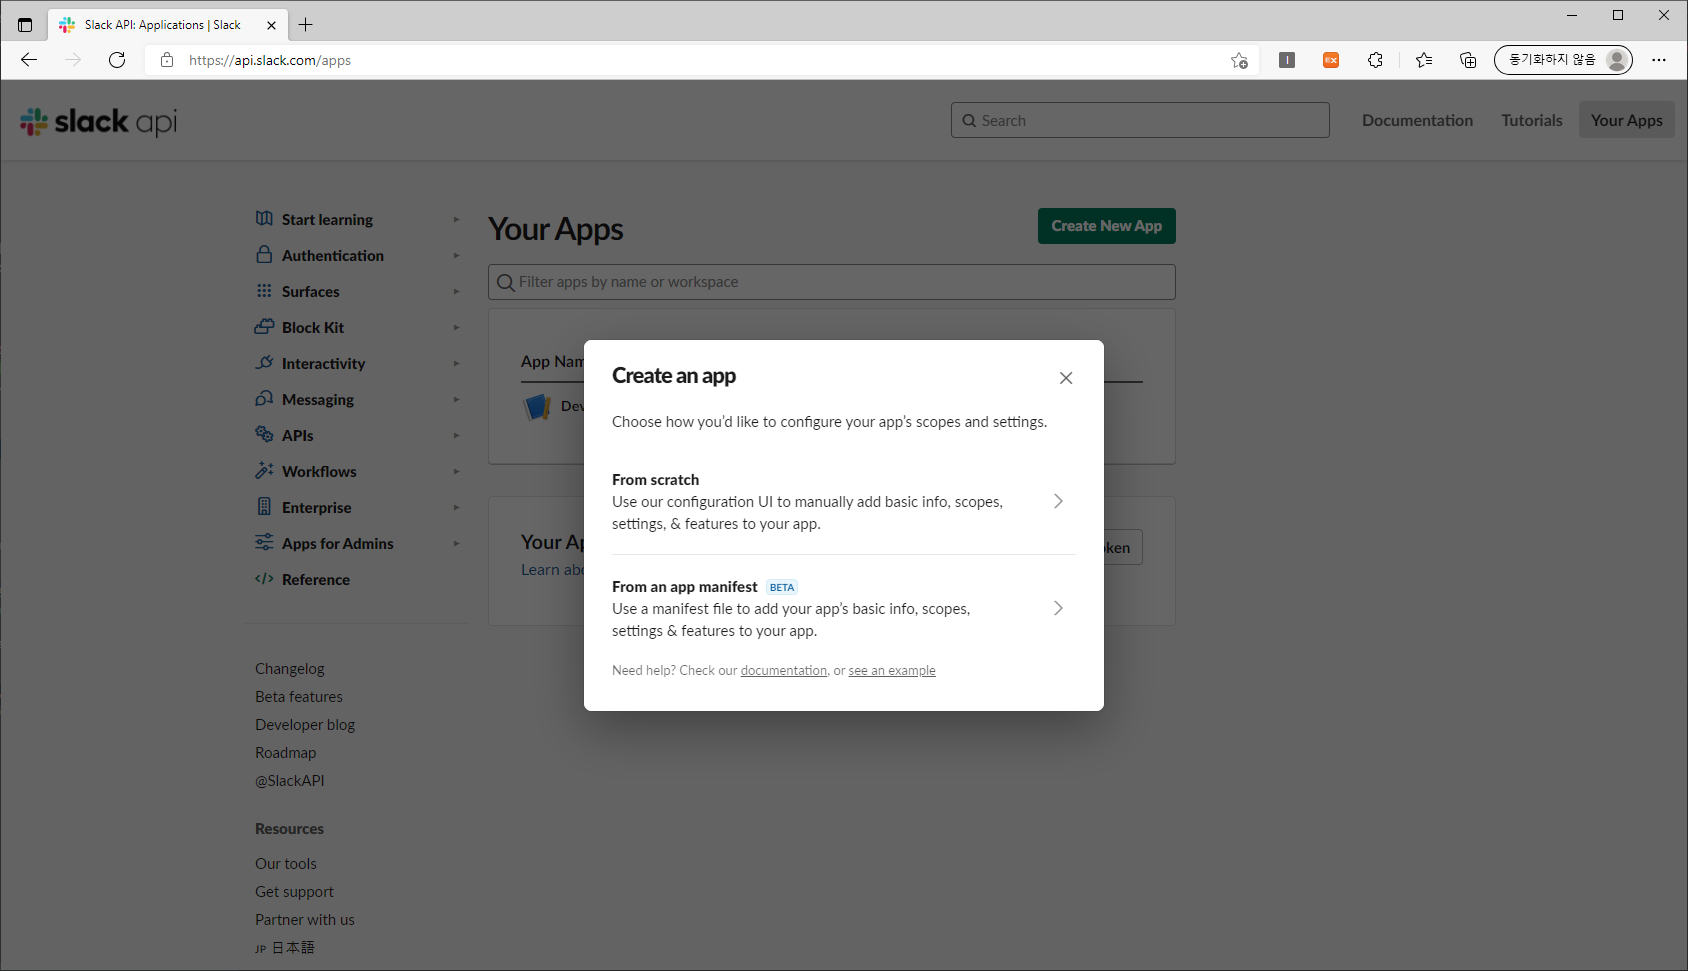 Slack API: Applications | Slack
https://api.slack.com/apps
동기화하지 않음
slack api
Search
Documentation
Tutorials
Your Apps
Start learning
Authentication
Surfaces
Block Kit
Interactivity
Messaging
APIs
Workflows
Enterprise
Apps for Admins
Reference
Changelog
Beta features
Developer blog
Roadmap
@SlackAPI
Resources
Our tools
Get support
Partner with us
JP 日本語
Your Apps
Create New App
Filter apps by name or workspace
App Nam
Dev
Your Ap
Learn abo
oken
Create an app
Choose how you'd like to configure your app's scopes and settings.
From scratch
Use our configuration UI to manually add basic info, scopes,
settings, & features to your app.
From an app manifest BETA
Use a manifest file to add your app's basic info, scopes,
settings & features to your app.
Need help? Check our documentation, or see an example